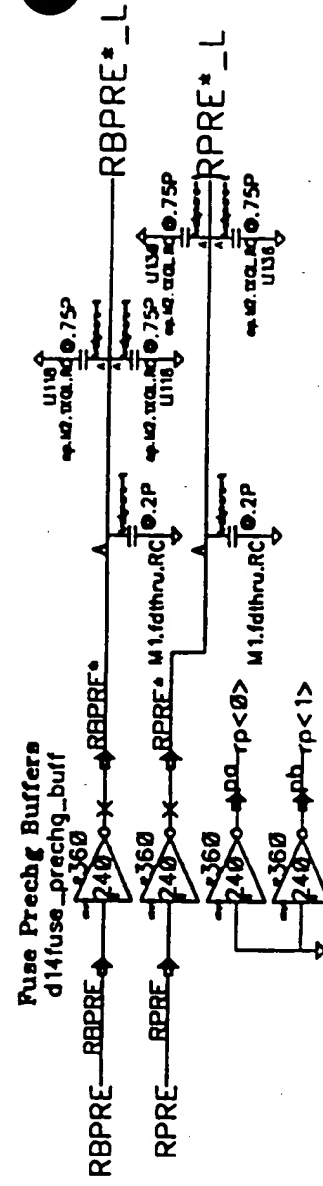 Fuse Prechg Buffers
d14fuse_prechg_buff
RBPRE RBPRE 360 240 RBPRE* RBPRE*_L
U118
0.75P
0.75P
U118
M1.fdthru.RC 0.2P
RPRE RPRE 360 240 RPRE* RPRE*_L
U138
0.75P
0.75P
U138
M1.fdthru.RC 0.2P
360 240 pa rp<0>
360 240 pb rp<1>